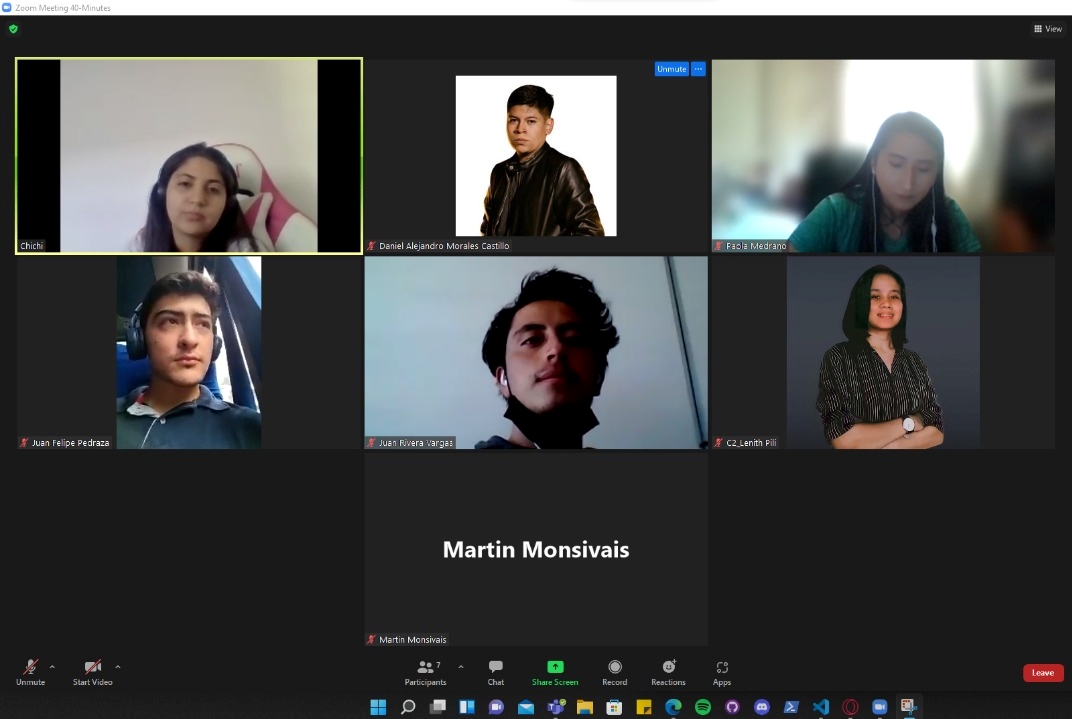 Zoom Meeting 40-Minutes
View
Unmute
Chichi
Daniel Alejandro Morales Castillo
Paola Medrano
Juan Felipe Pedraza
Juan Rivera Vargas
C2_Lenith Pili
Martin Monsivais
Martin Monsivais
7
Unmute
Start Video
Participants
Chat
Share Screen
Record
Reactions
Apps
Leave